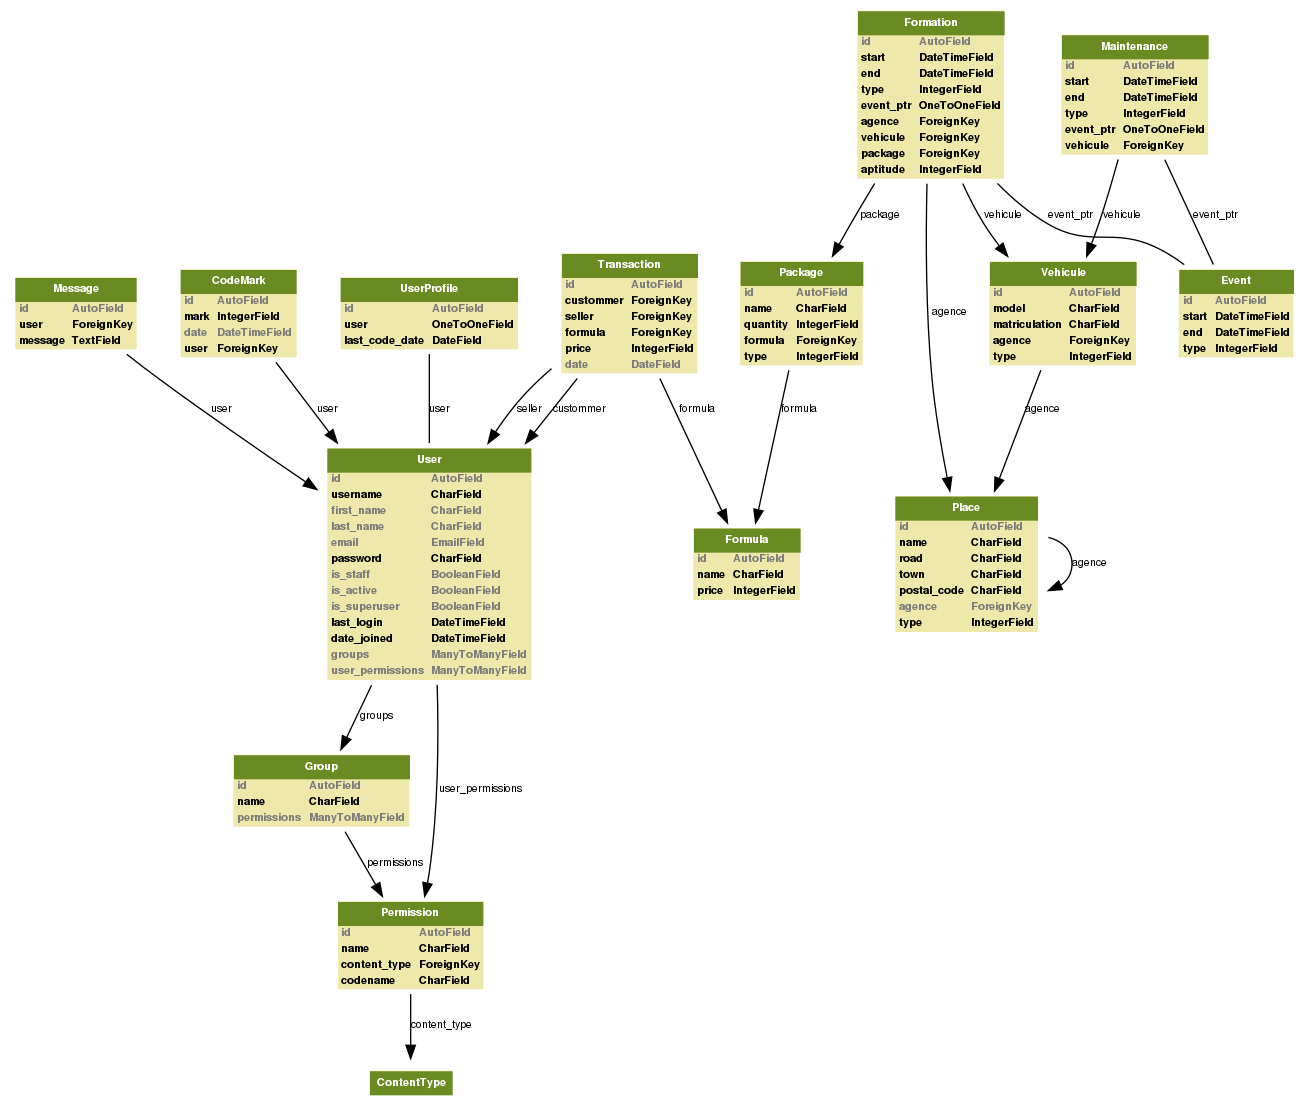 Formation
id AutoField
start DateTimeField
end DateTimeField
type IntegerField
event_ptr OneToOneField
agence ForeignKey
vehicule ForeignKey
package ForeignKey
aptitude IntegerField
Maintenance
id AutoField
start DateTimeField
end DateTimeField
type IntegerField
event_ptr OneToOneField
vehicule ForeignKey
package
vehicule
event_ptr
vehicule
event_ptr
agence
Message
id AutoField
user ForeignKey
message TextField
CodeMark
id AutoField
mark IntegerField
date DateTimeField
user ForeignKey
UserProfile
id AutoField
user OneToOneField
last_code_date DateField
Transaction
id AutoField
custommer ForeignKey
seller ForeignKey
formula ForeignKey
price IntegerField
date DateField
Package
id AutoField
name CharField
quantity IntegerField
formula ForeignKey
type IntegerField
Vehicule
id AutoField
model CharField
matriculation CharField
agence ForeignKey
type IntegerField
Event
id AutoField
start DateTimeField
end DateTimeField
type IntegerField
user
user
user
seller
custommer
formula
formula
agence
User
id AutoField
username CharField
first_name CharField
last_name CharField
email EmailField
password CharField
is_staff BooleanField
is_active BooleanField
is_superuser BooleanField
last_login DateTimeField
date_joined DateTimeField
groups ManyToManyField
user_permissions ManyToManyField
Formula
id AutoField
name CharField
price IntegerField
Place
id AutoField
name CharField
road CharField
town CharField
postal_code CharField
agence ForeignKey
type IntegerField
agence
groups
user_permissions
Group
id AutoField
name CharField
permissions ManyToManyField
permissions
Permission
id AutoField
name CharField
content_type ForeignKey
codename CharField
content_type
ContentType